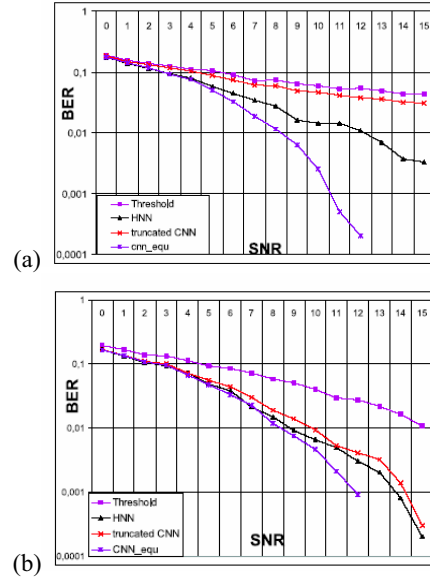 0 1 2 3 4 5 6 7 8 9 10 11 12 13 14 15
1
0,1
0,01
0,001
0,0001
BER
SNR
Threshold
HNN
truncated CNN
cnn_equ
(a)
0 1 2 3 4 5 6 7 8 9 10 11 12 13 14 15
1
0,1
0,01
0,001
0,0001
BER
SNR
Threshold
HNN
truncated CNN
CNN_equ
(b)